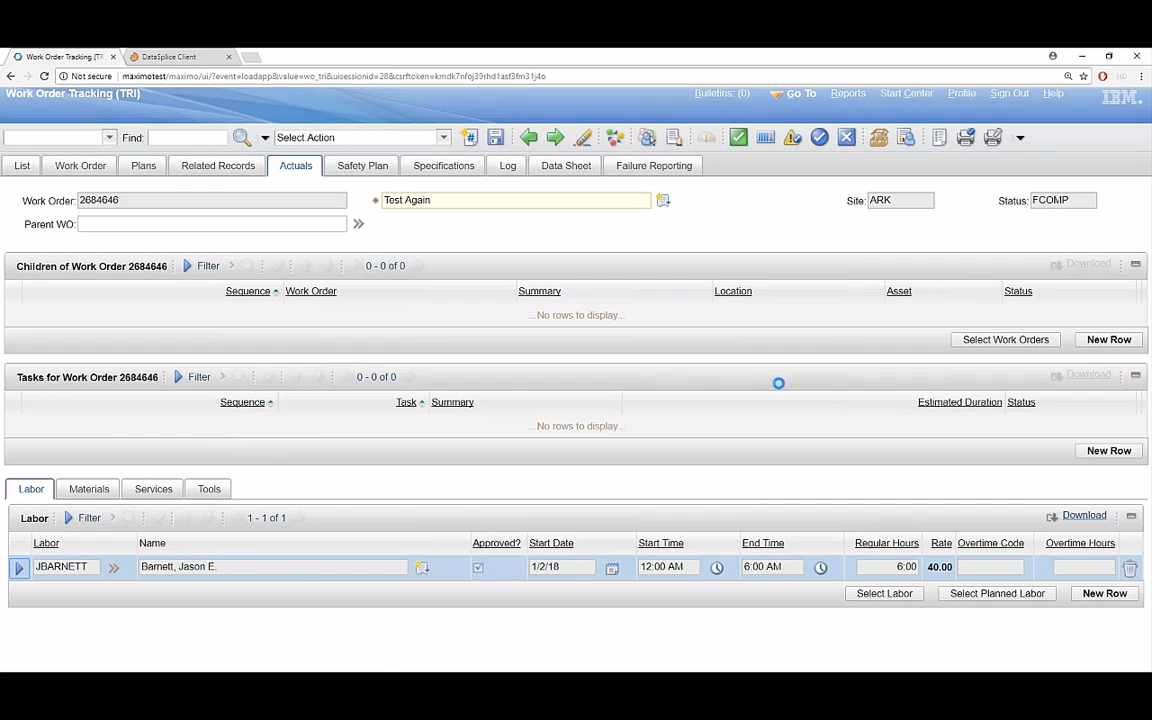 Work Order Tracking (TR
DataSplice Client
Not secure maximotest/maximo/ui/?event=loadapp&value=wo_tri&uisessionid=28&csrftoken=kmdk7nfoj39rhd1asf3fm31j4o
Work Order Tracking (TRI)
Bulletins: (0) Go To Reports Start Center Profile Sign Out Help
IBM.
Find: Select Action
List Work Order Plans Related Records Actuals Safety Plan Specifications Log Data Sheet Failure Reporting
Work Order: 2684646 Test Again Site: ARK Status: FCOMP
Parent WO:
Children of Work Order 2684646 Filter 0 - 0 of 0 Download
Sequence Work Order Summary Location Asset Status
...No rows to display...
Select Work Orders New Row
Tasks for Work Order 2684646 Filter 0 - 0 of 0 Download
Sequence Task Summary Estimated Duration Status
...No rows to display...
New Row
Labor Materials Services Tools
Labor Filter 1 - 1 of 1 Download
Labor Name Approved? Start Date Start Time End Time Regular Hours Rate Overtime Code Overtime Hours
JBARNETT Barnett, Jason E. 1/2/18 12:00 AM 6:00 AM 6:00 40.00
Select Labor Select Planned Labor New Row